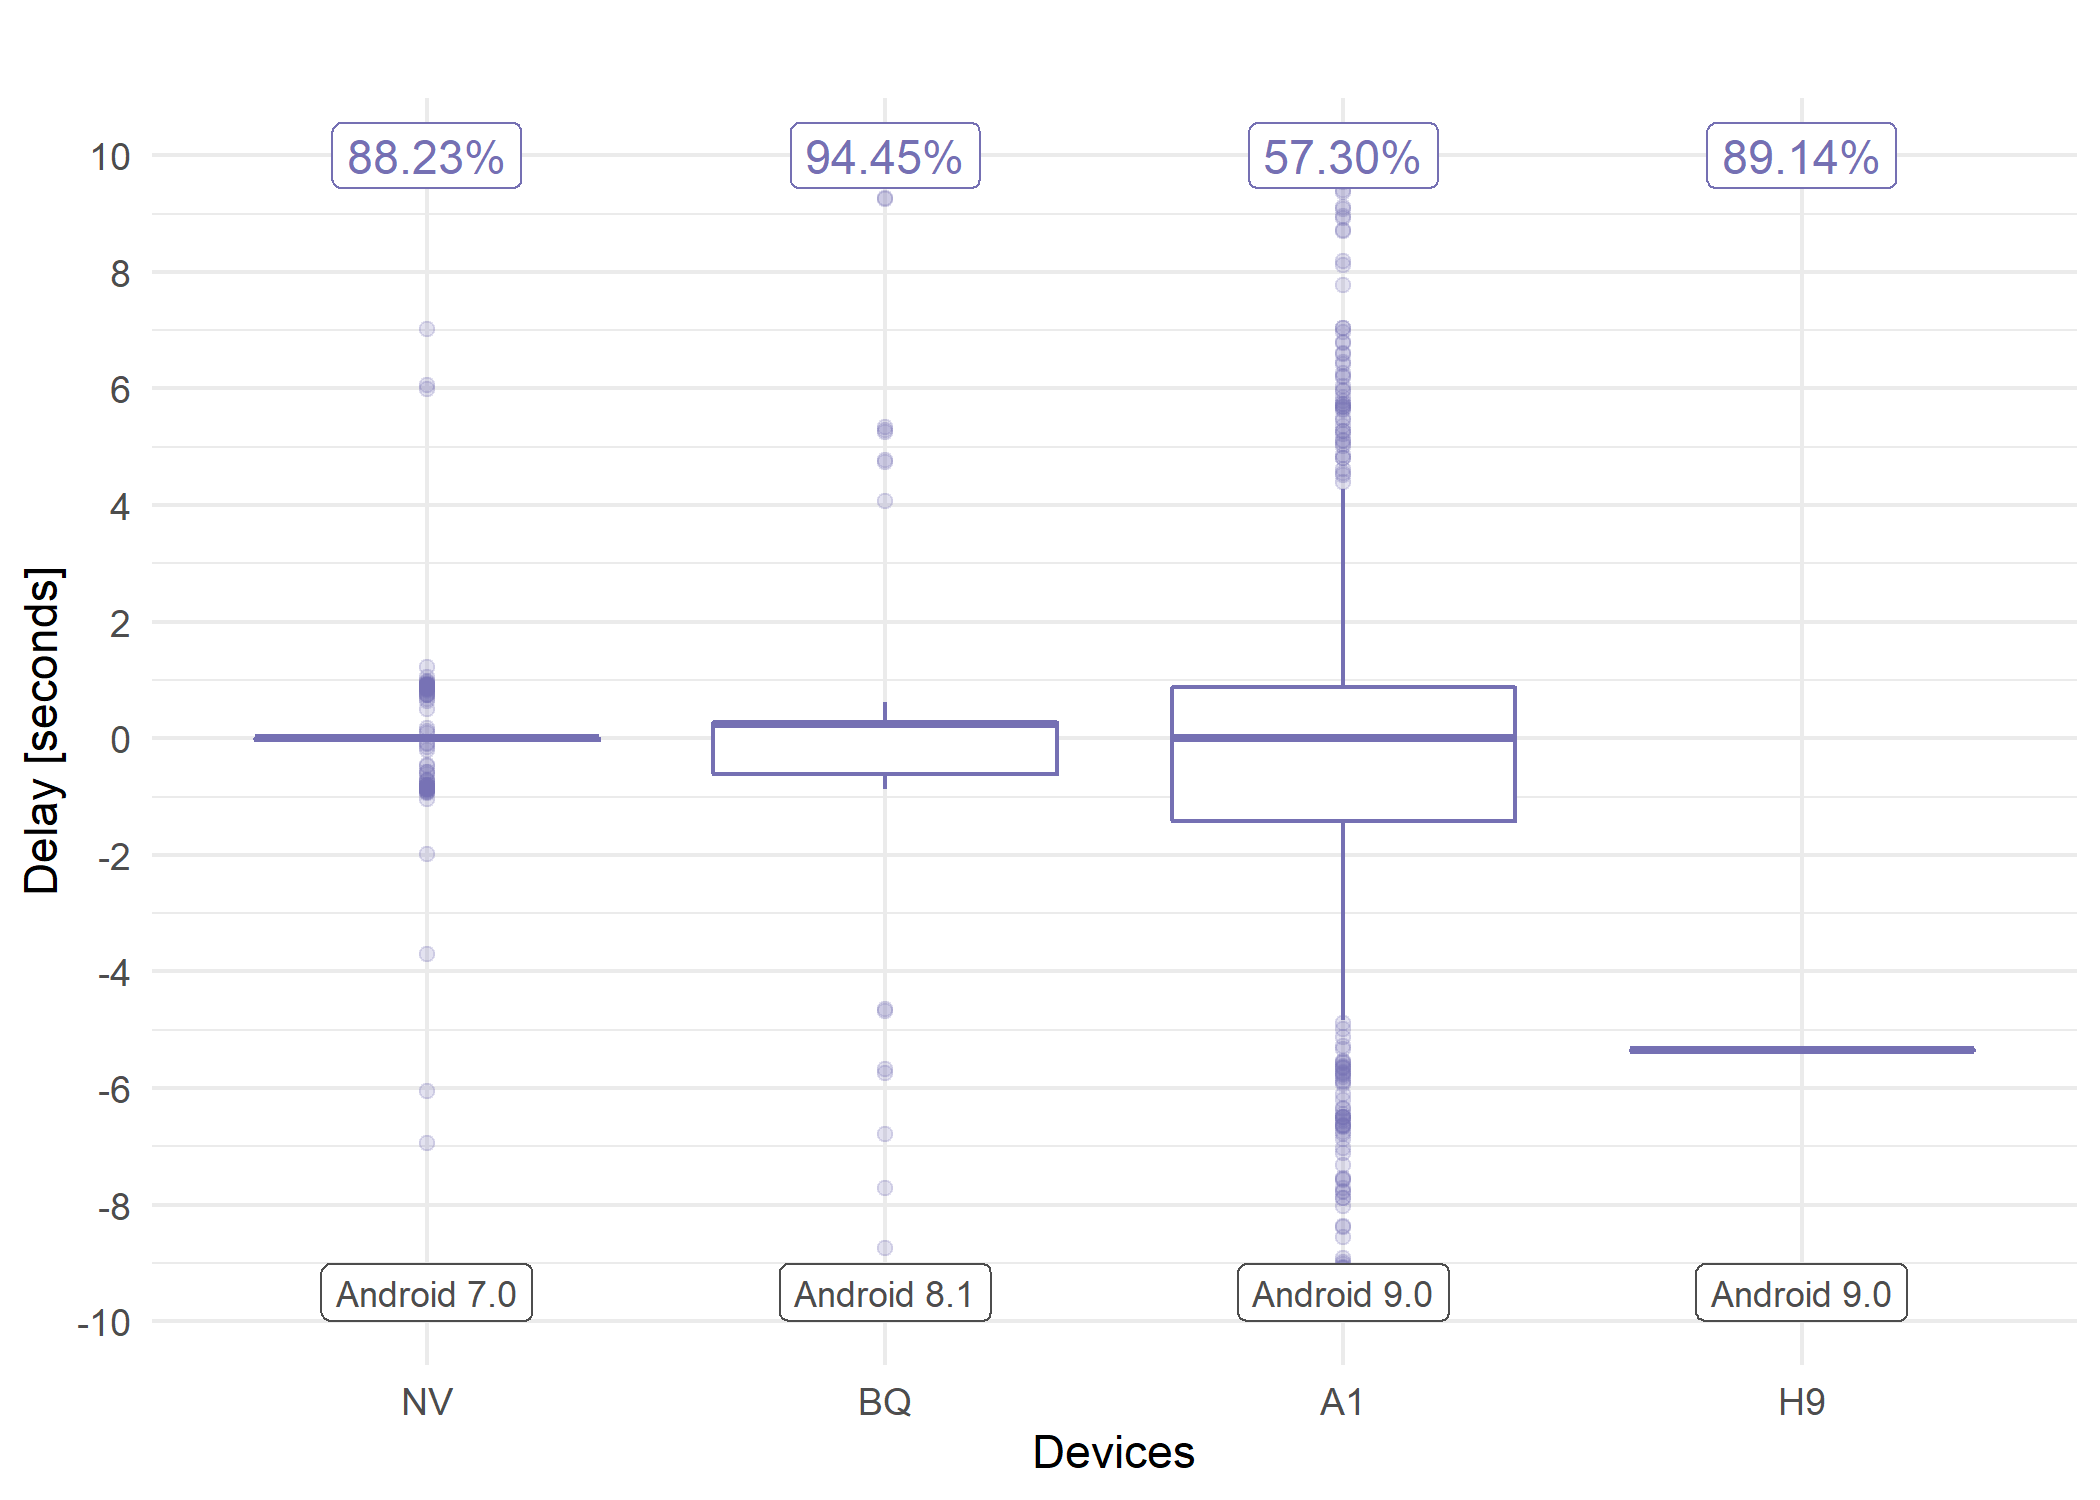 88.23%
94.45%
57.30%
89.14%
10
8
6
4
2
0
-2
-4
-6
-8
-10
Delay [seconds]
Android 7.0
Android 8.1
Android 9.0
Android 9.0
NV
BQ
A1
H9
Devices